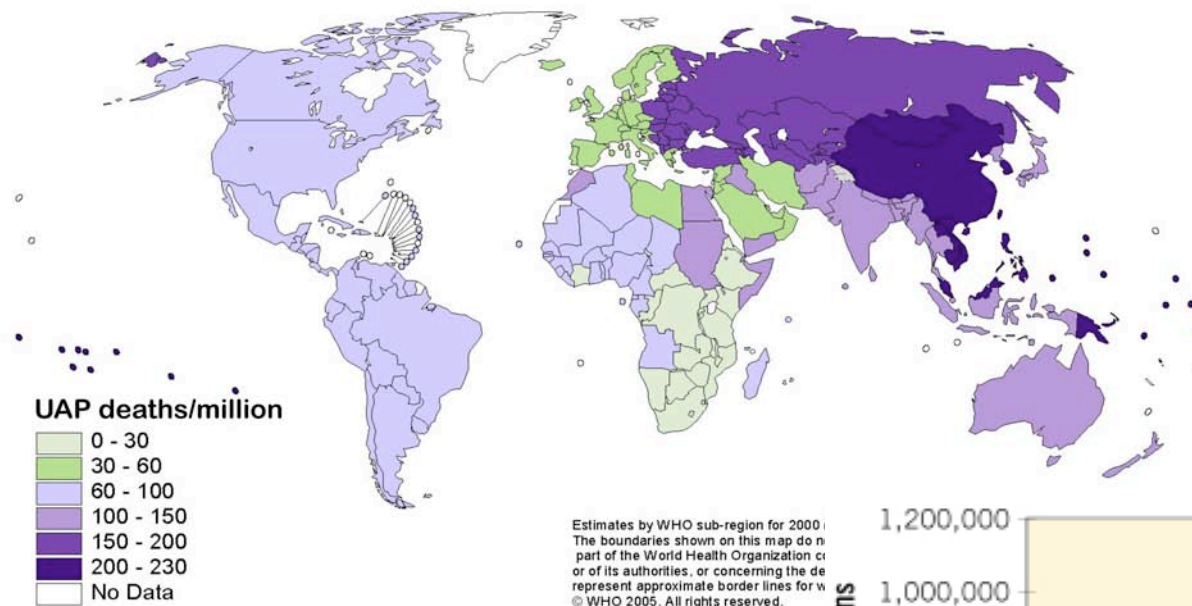 UAP deaths/million
0 - 30
30 - 60
60 - 100
100 - 150
150 - 200
200 - 230
No Data
Estimates by WHO sub-region for 2000
The boundaries shown on this map do
part of the World Health Organization
or of its authorities, or concerning the
represent approximate border lines for
© WHO 2005. All rights reserved.
1,200,000
1,000,000